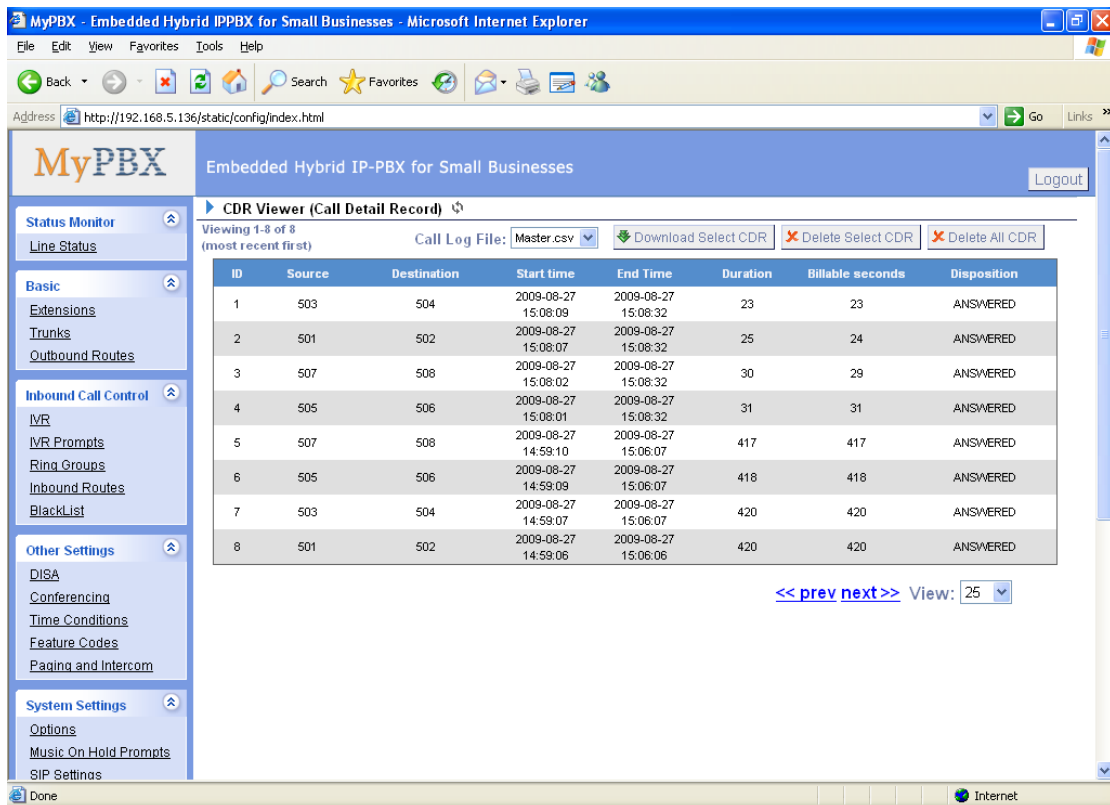 MyPBX - Embedded Hybrid IPPBX for Small Businesses - Microsoft Internet Explorer
File Edit View Favorites Tools Help
Back Search Favorites
Address http://192.168.5.136/static/config/index.html Go Links »
MyPBX Embedded Hybrid IP-PBX for Small Businesses
Logout
Status Monitor
Line Status
Basic
Extensions
Trunks
Outbound Routes
Inbound Call Control
IVR
IVR Prompts
Ring Groups
Inbound Routes
BlackList
Other Settings
DISA
Conferencing
Time Conditions
Feature Codes
Paging and Intercom
System Settings
Options
Music On Hold Prompts
SIP Settings
CDR Viewer (Call Detail Record)
Viewing 1-8 of 8
(most recent first)
Call Log File: Master.csv Download Select CDR Delete Select CDR Delete All CDR
ID Source Destination Start time End Time Duration Billable seconds Disposition
1 503 504 2009-08-27 15:08:09 2009-08-27 15:08:32 23 23 ANSWERED
2 501 502 2009-08-27 15:08:07 2009-08-27 15:08:32 25 24 ANSWERED
3 507 508 2009-08-27 15:08:02 2009-08-27 15:08:32 30 29 ANSWERED
4 505 506 2009-08-27 15:08:01 2009-08-27 15:08:32 31 31 ANSWERED
5 507 508 2009-08-27 14:59:10 2009-08-27 15:06:07 417 417 ANSWERED
6 505 506 2009-08-27 14:59:09 2009-08-27 15:06:07 418 418 ANSWERED
7 503 504 2009-08-27 14:59:07 2009-08-27 15:06:07 420 420 ANSWERED
8 501 502 2009-08-27 14:59:06 2009-08-27 15:06:06 420 420 ANSWERED
<< prev next >> View: 25
Done Internet